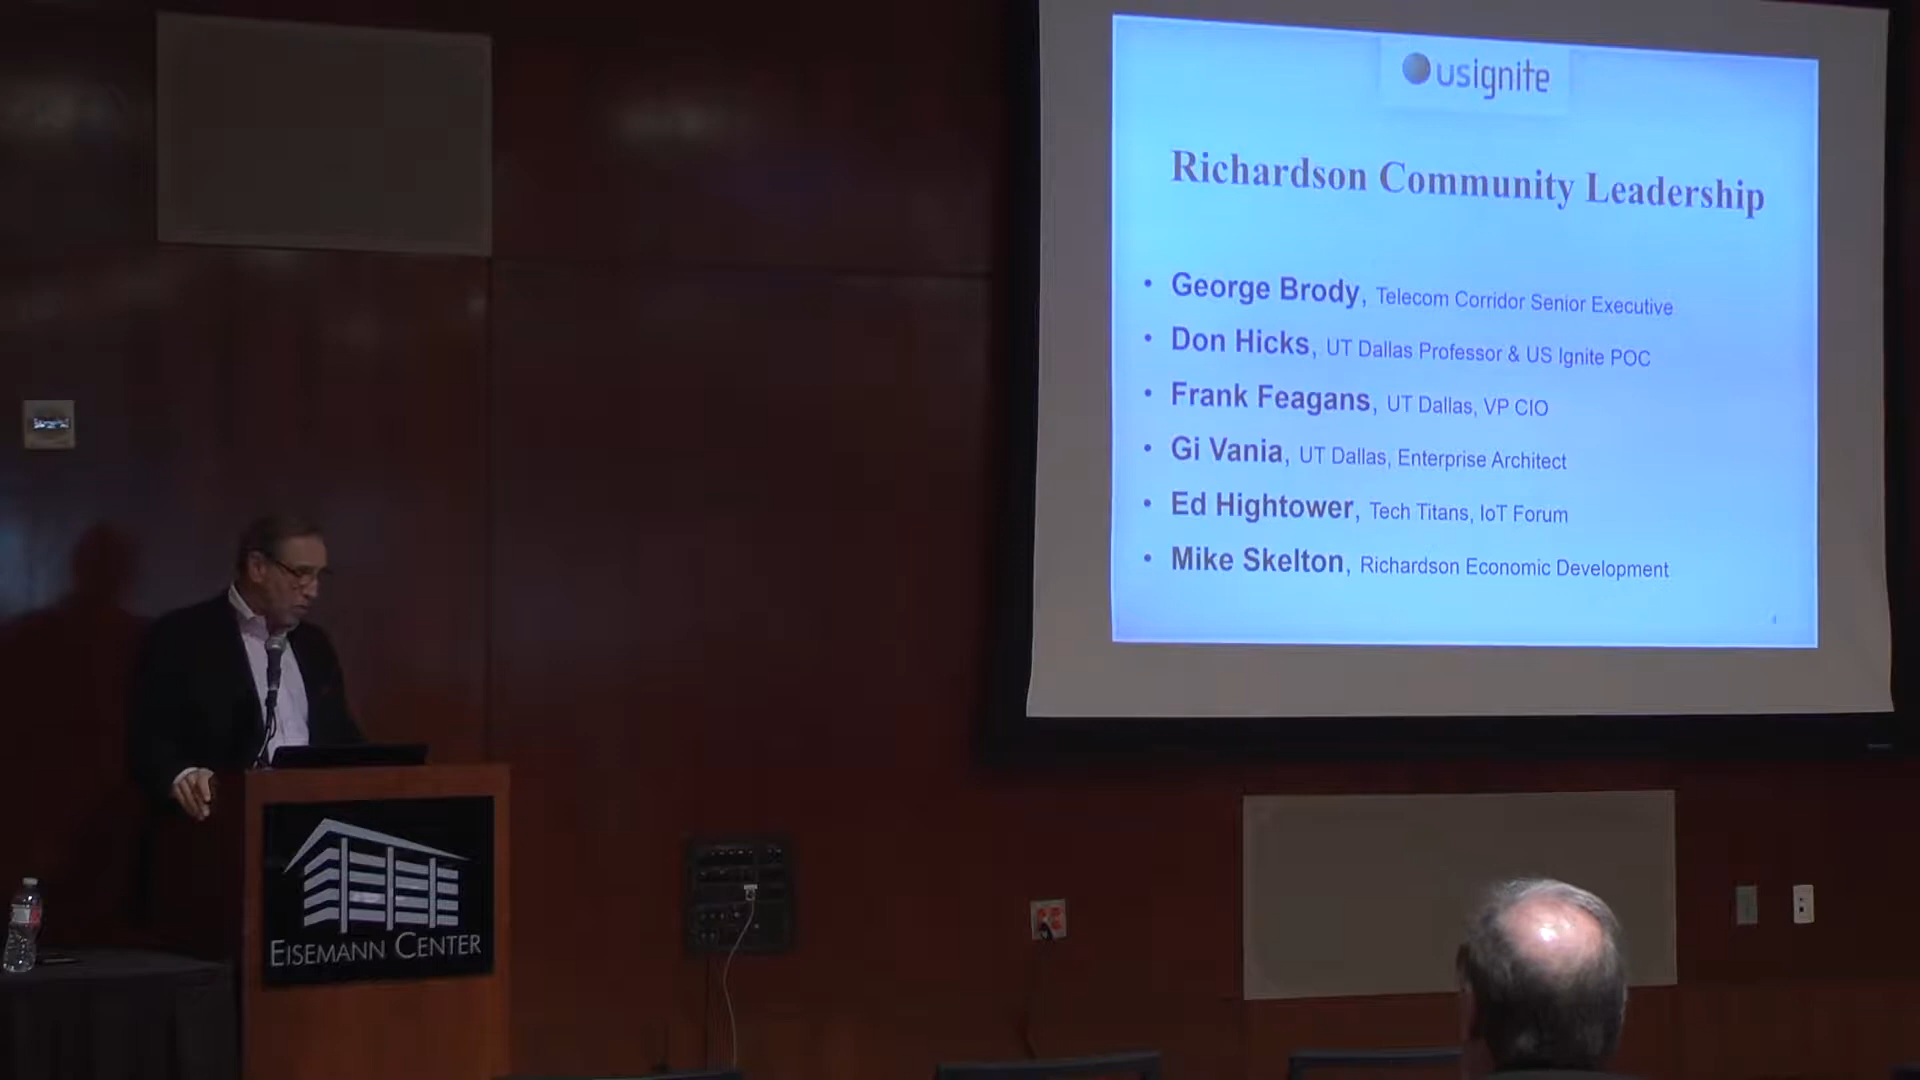 usignite
Richardson Community Leadership
• George Brody, Telecom Corridor Senior Executive
• Don Hicks, UT Dallas Professor & US Ignite POC
• Frank Feagans, UT Dallas, VP CIO
• Gi Vania, UT Dallas, Enterprise Architect
• Ed Hightower, Tech Titans, IoT Forum
• Mike Skelton, Richardson Economic Development
EISEMANN CENTER